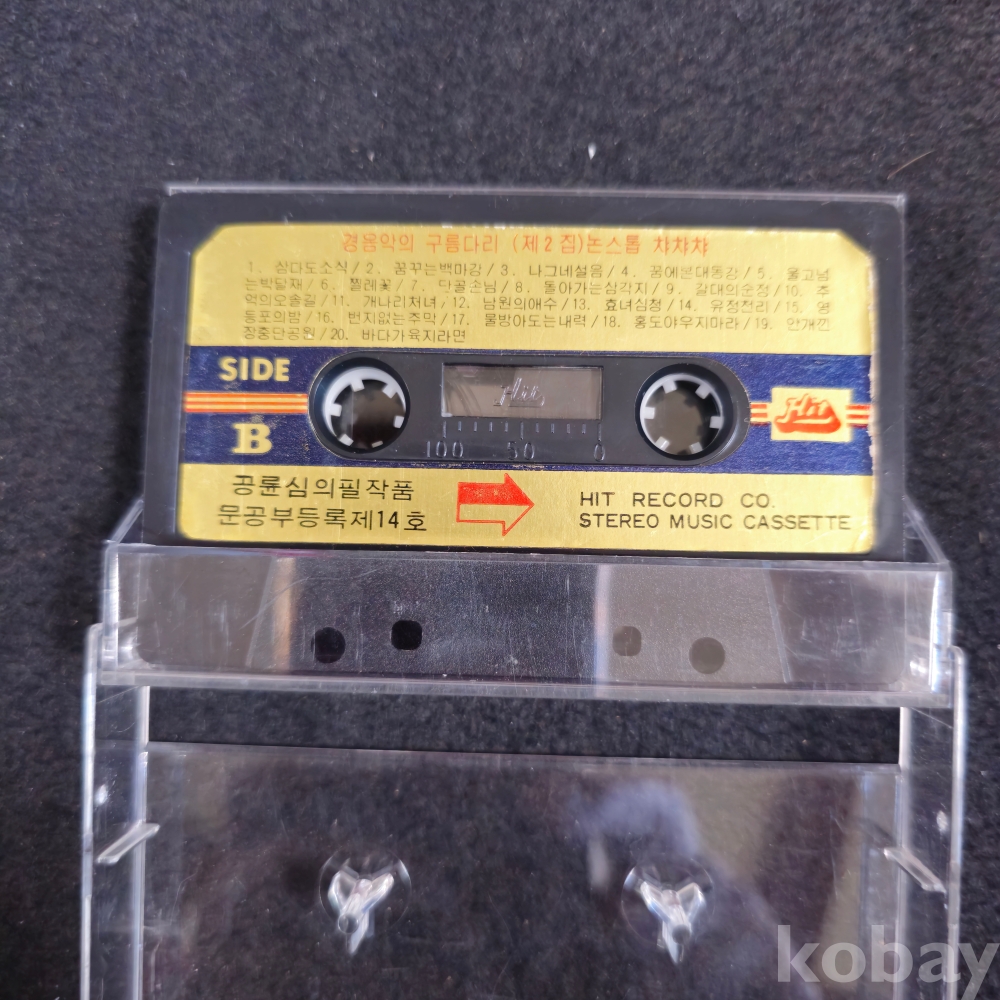 경음악의 구름다리 (제2집)논스톱 챠챠챠
1. 삼다도소식/2. 꿈꾸는백마강/3. 나그네설움/4. 꿈에본대동강/5. 울고넘
는박달재/6. 찔레꽃/7. 단골손님/8. 돌아가는삼각지/9. 갈대의순정/10. 추
억의오솔길/11. 개나리처녀/12. 남원의애수/13. 효녀심청/14. 유정천리/15. 영
등포의밤/16. 번지없는주막/17. 물방아도는내력/18. 홍도야우지마라/19. 안개낀
장충단공원/20. 바다가육지라면
SIDE
B
Hit
100 50 0
Hit
공륜심의필작품
문공부등록제14호
HIT RECORD CO.
STEREO MUSIC CASSETTE
kobay